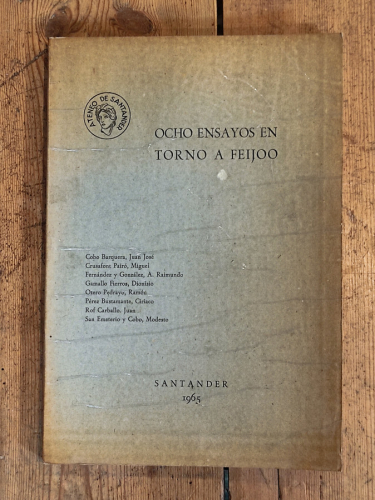 ATENEO DE SANTANDER
OCHO ENSAYOS EN
TORNO A FEIJOO
Cobo Barquera, Juan José
Crusafont Pairó, Miguel
Fernández y González, A. Raimundo
Gamallo Fierros, Dionisio
Otero Pedrayo, Ramón
Pérez Bustamante, Ciriaco
Rof Carballo, Juan
San Emeterio y Cobo, Modesto
SANTANDER
1965